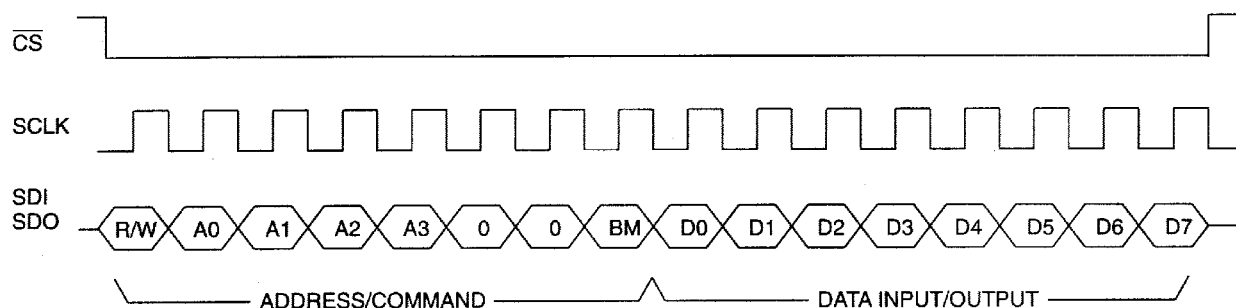 CS
SCLK
SDI
SDO
R/W A0 A1 A2 A3 0 0 BM D0 D1 D2 D3 D4 D5 D6 D7
ADDRESS/COMMAND DATA INPUT/OUTPUT